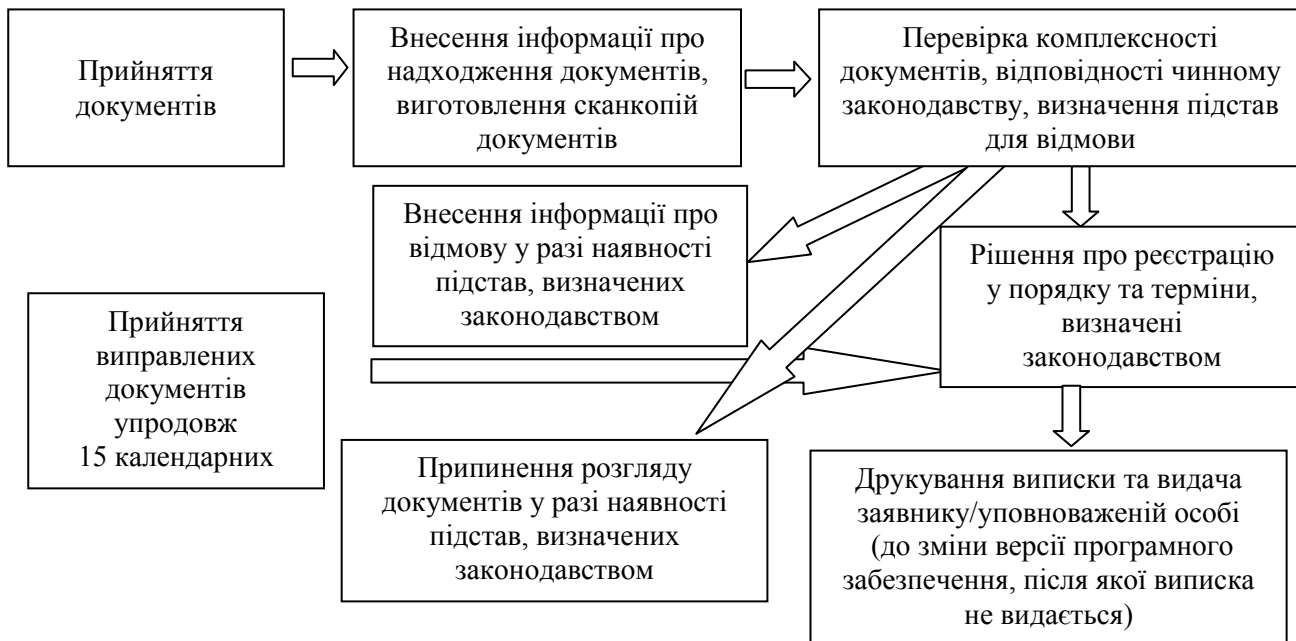 Прийняття
документів
Внесення інформації про
надходження документів,
виготовлення сканкопій
документів
Перевірка комплексності
документів, відповідності чинному
законодавству, визначення підстав
для відмови
Внесення інформації про
відмову у разі наявності
підстав, визначених
законодавством
Рішення про реєстрацію
у порядку та терміни,
визначені
законодавством
Прийняття
виправлених
документів
упродовж
15 календарних
Припинення розгляду
документів у разі наявності
підстав, визначених
законодавством
Друкування виписки та видача
заявнику/уповноваженій особі
(до зміни версії програмного
забезпечення, після якої виписка
не видається)